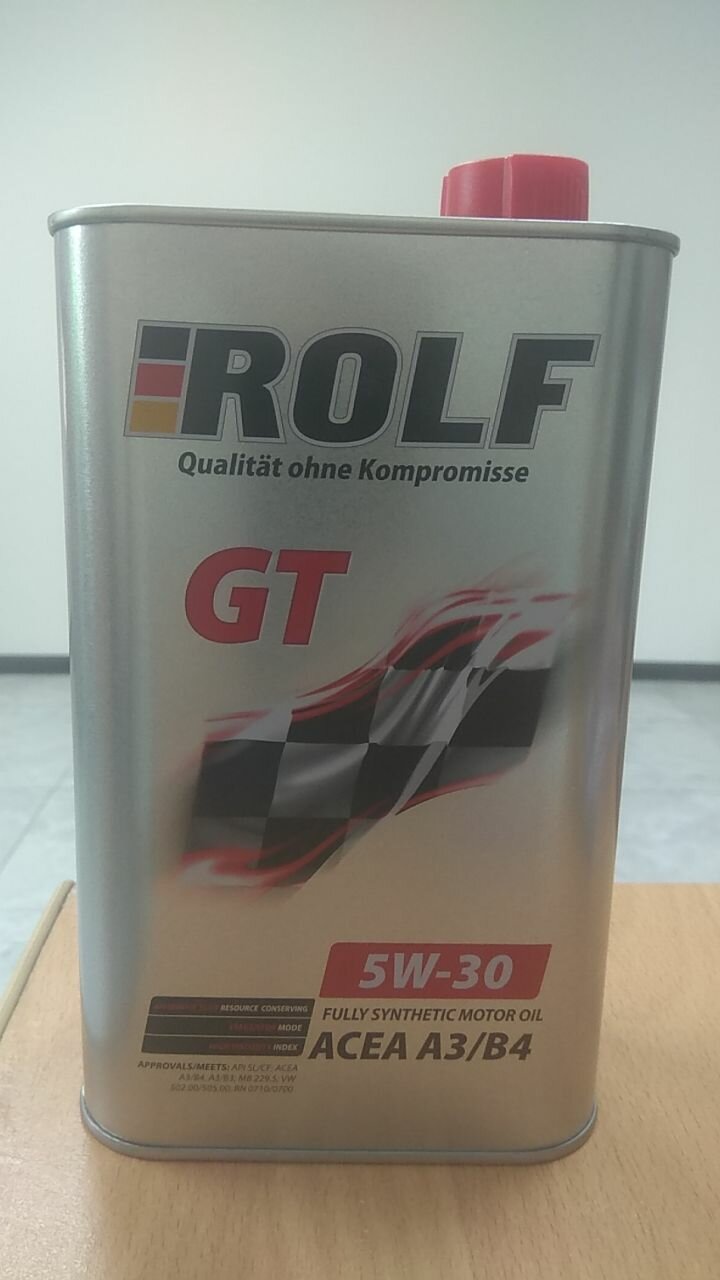 ROLF
Qualität ohne Kompromisse
GT
5W-30
FULLY SYNTHETIC MOTOR OIL
ACEA A3/B4
RESOURCE CONSERVING
MODE
INDEX
APPROVALS/MEETS: API SL/CF; ACEA
A3/B4, A3/B3; MB 229.5; VW
502.00/505.00; RN 0710/0700